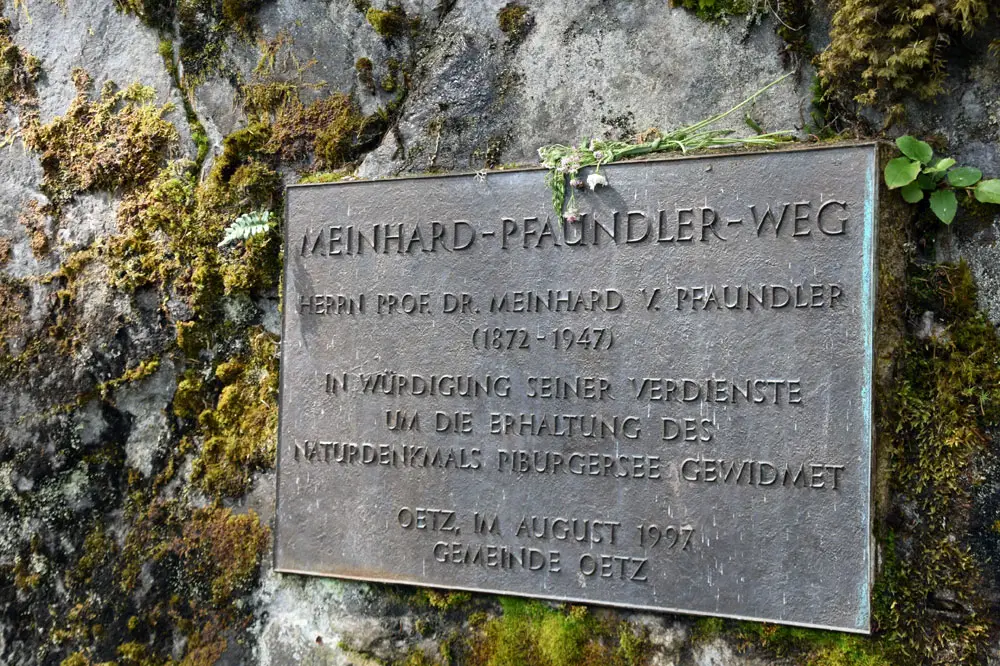 MEINHARD-PFAUNDLER-WEG
HERRN PROF. DR. MEINHARD V. PFAUNDLER
(1872-1947)
IN WÜRDIGUNG SEINER VERDIENSTE
UM DIE ERHALTUNG DES
NATURDENKMALS PIBURGERSEE GEWIDMET
OETZ, IM AUGUST 1997
GEMEINDE OETZ